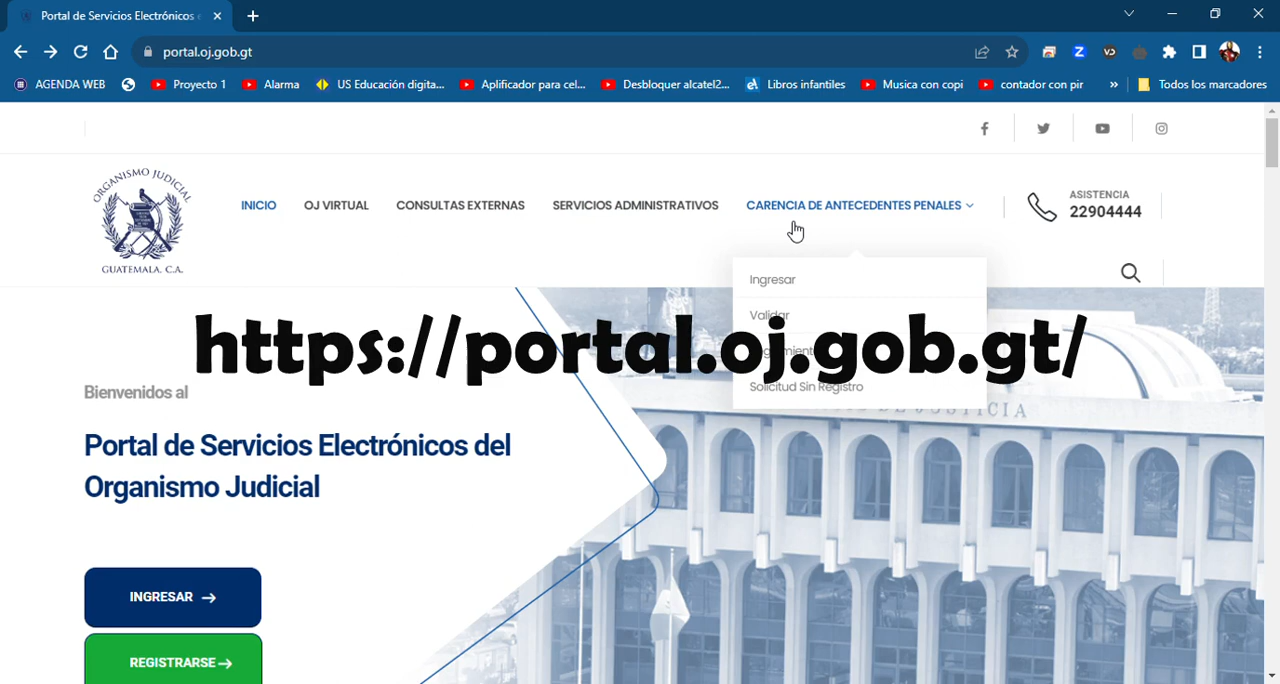 Portal de Servicios Electrónicos e
portal.oj.gob.gt
AGENDA WEB
Proyecto 1
Alarma
US Educación digita...
Aplificador para cel...
Desbloquer alcatel2...
Libros infantiles
Musica con copi
contador con pir
»
Todos los marcadores
ORGANISMO JUDICIAL
GUATEMALA. C.A.
INICIO
OJ VIRTUAL
CONSULTAS EXTERNAS
SERVICIOS ADMINISTRATIVOS
CARENCIA DE ANTECEDENTES PENALES
ASISTENCIA
22904444
Ingresar
Validar
https://portal.oj.gob.gt/
Solicitud Sin Registro
Bienvenidos al
Portal de Servicios Electrónicos del
Organismo Judicial
INGRESAR →
REGISTRARSE →